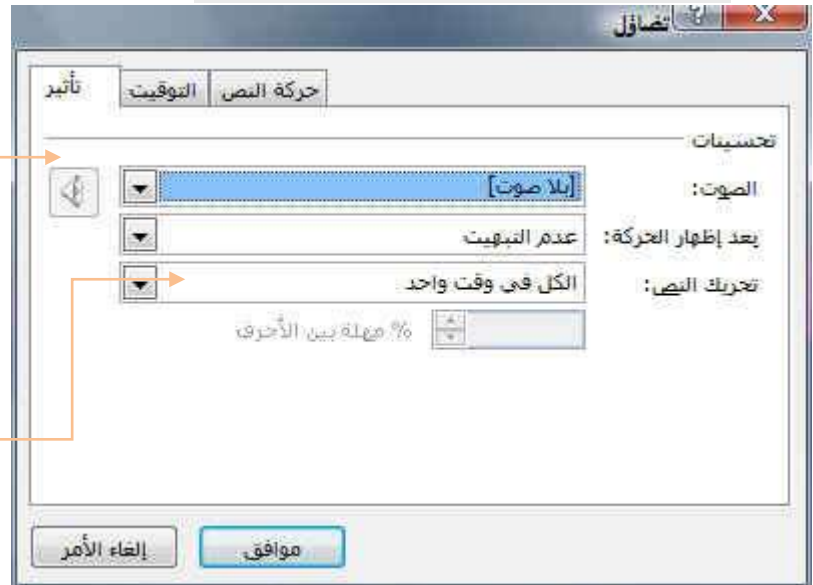 تضاؤل
تأثير التوقيت حركة النص
تحسينات
الصوت: [بلا صوت]
بعد إظهار الحركة: عدم التبهيت
تحريك النص: الكل في وقت واحد
% مهلة بين الأحرف
موافق إلغاء الأمر